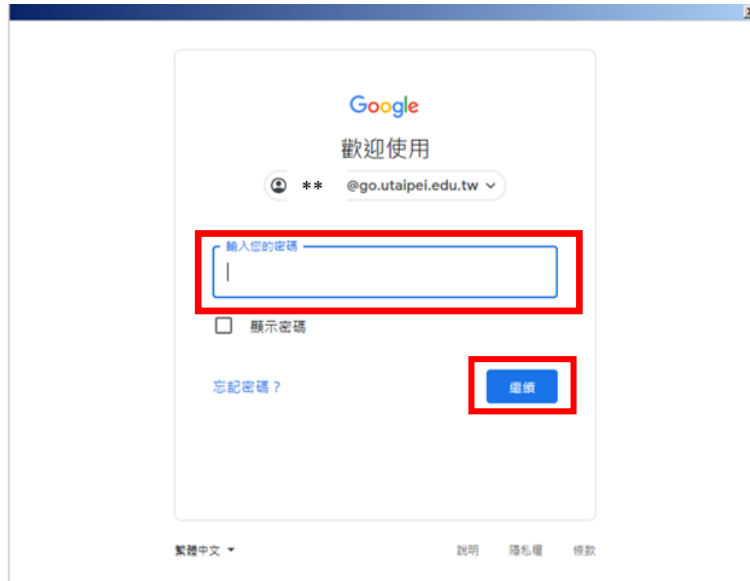 Google
歡迎使用
** @go.utaipei.edu.tw
輸入您的密碼
顯示密碼
忘記密碼？
繼續
繁體中文
說明 隱私權 條款